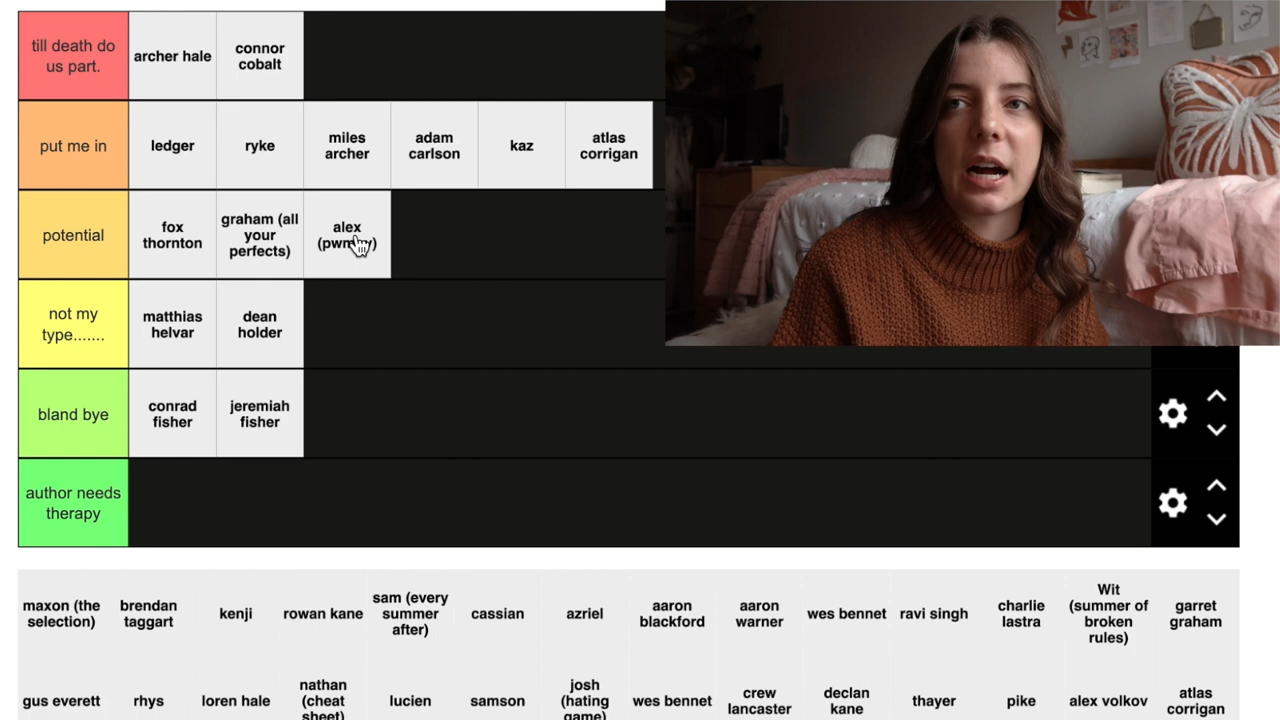 till death do
us part.
archer hale
connor
cobalt
put me in
ledger
ryke
miles
archer
adam
carlson
kaz
atlas
corrigan
potential
fox
thornton
graham (all
your
perfects)
alex
not my
type.......
matthias
helvar
dean
holder
bland bye
conrad
fisher
jeremiah
fisher
author needs
therapy
maxon (the
selection)
brendan
taggart
kenji
rowan kane
sam (every
summer
after)
cassian
azriel
aaron
blackford
aaron
warner
wes bennet
ravi singh
charlie
lastra
Wit
(summer of
broken
rules)
garret
graham
gus everett
rhys
loren hale
nathan
(cheat
sheet)
lucien
samson
josh
(hating
game)
wes bennet
crew
lancaster
declan
kane
thayer
pike
alex volkov
atlas
corrigan